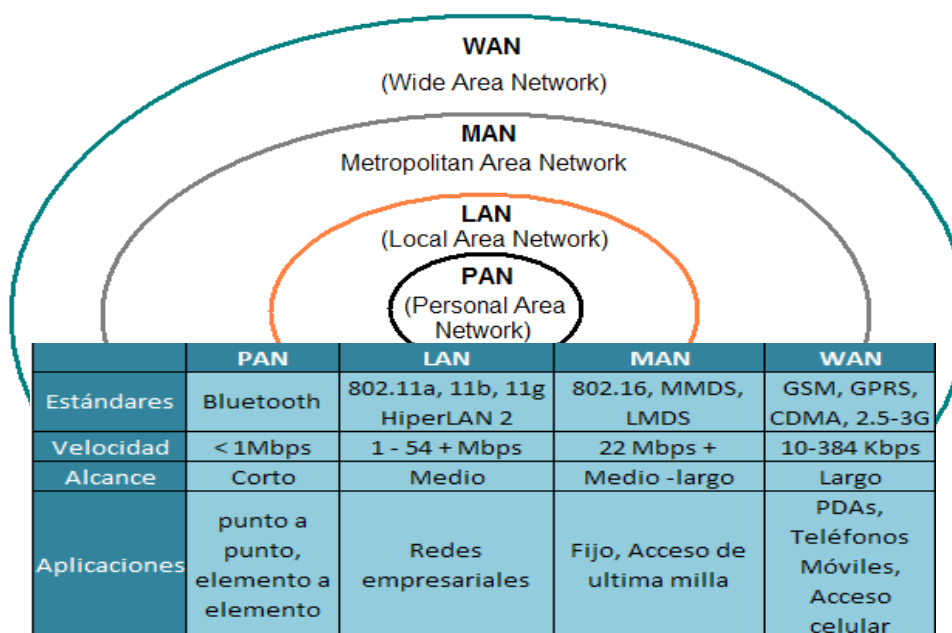 WAN
(Wide Area Network)
MAN
Metropolitan Area Network
LAN
(Local Area Network)
PAN
(Personal Area
Network)
PAN LAN MAN WAN
Estándares Bluetooth 802.11a, 11b, 11g HiperLAN 2 802.16, MMDS, LMDS GSM, GPRS, CDMA, 2.5-3G
Velocidad < 1Mbps 1 - 54 + Mbps 22 Mbps + 10-384 Kbps
Alcance Corto Medio Medio -largo Largo
Aplicaciones punto a punto, elemento a elemento Redes empresariales Fijo, Acceso de ultima milla PDAs, Teléfonos Móviles, Acceso celular